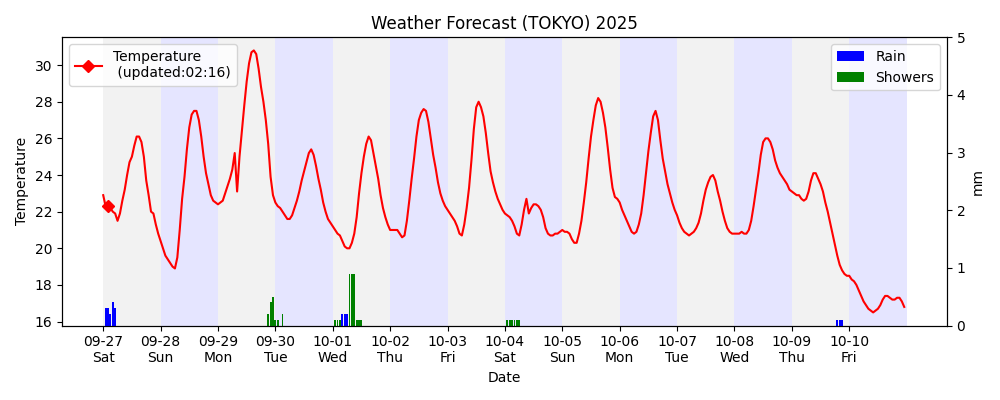 Weather Forecast (TOKYO) 2025
Temperature
(updated:02:16)
Rain
Showers
Temperature
30
28
26
24
22
20
18
16
5
4
3
2
1
0
mm
09-27 09-28 09-29 09-30 10-01 10-02 10-03 10-04 10-05 10-06 10-07 10-08 10-09 10-10
Sat Sun Mon Tue Wed Thu Fri Sat Sun Mon Tue Wed Thu Fri
Date